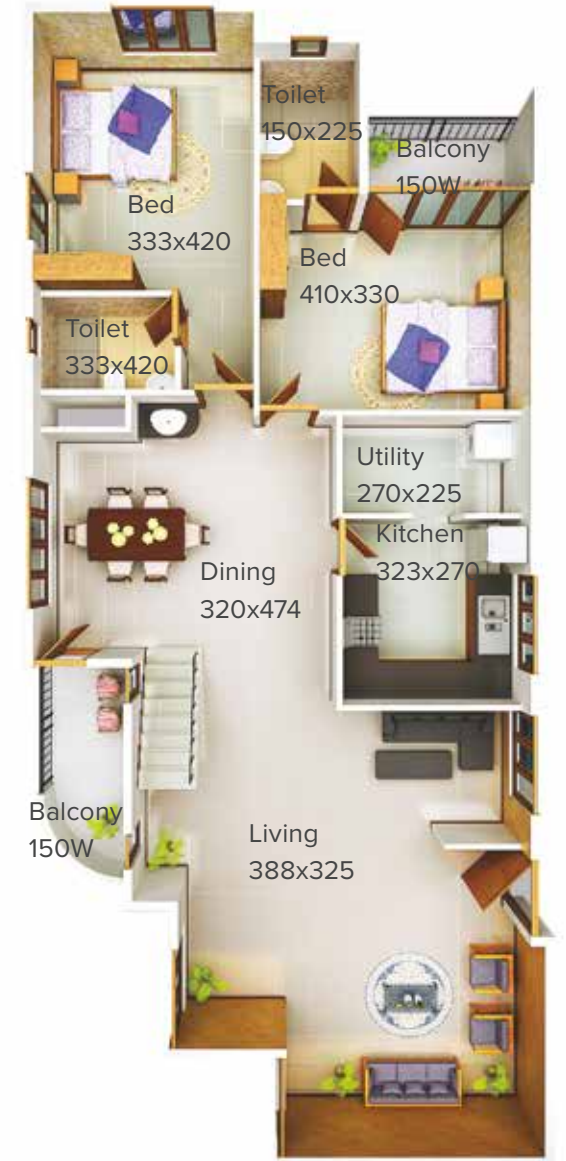 Toilet
150x225
Balcony
150W
Bed
333x420
Bed
410x330
Toilet
333x420
Utility
270x225
Kitchen
323x270
Dining
320x474
Balcony
150W
Living
388x325